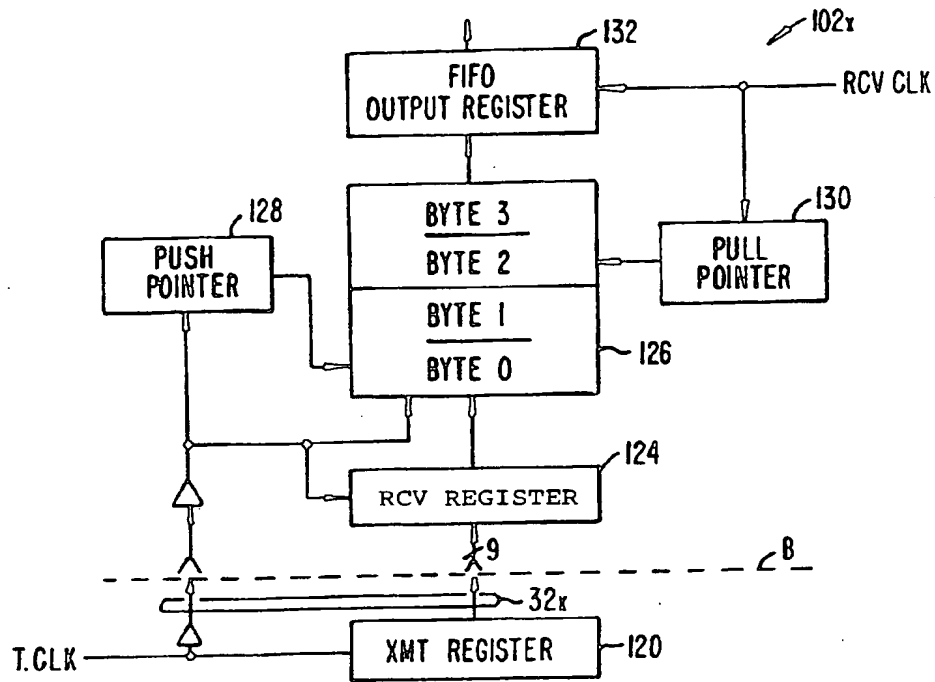 102x
132
FIFO
OUTPUT REGISTER
RCV CLK
128
PUSH
POINTER
BYTE 3
BYTE 2
BYTE 1
BYTE 0
130
PULL
POINTER
126
124
RCV REGISTER
9
B
32x
T.CLK
XMT REGISTER
120